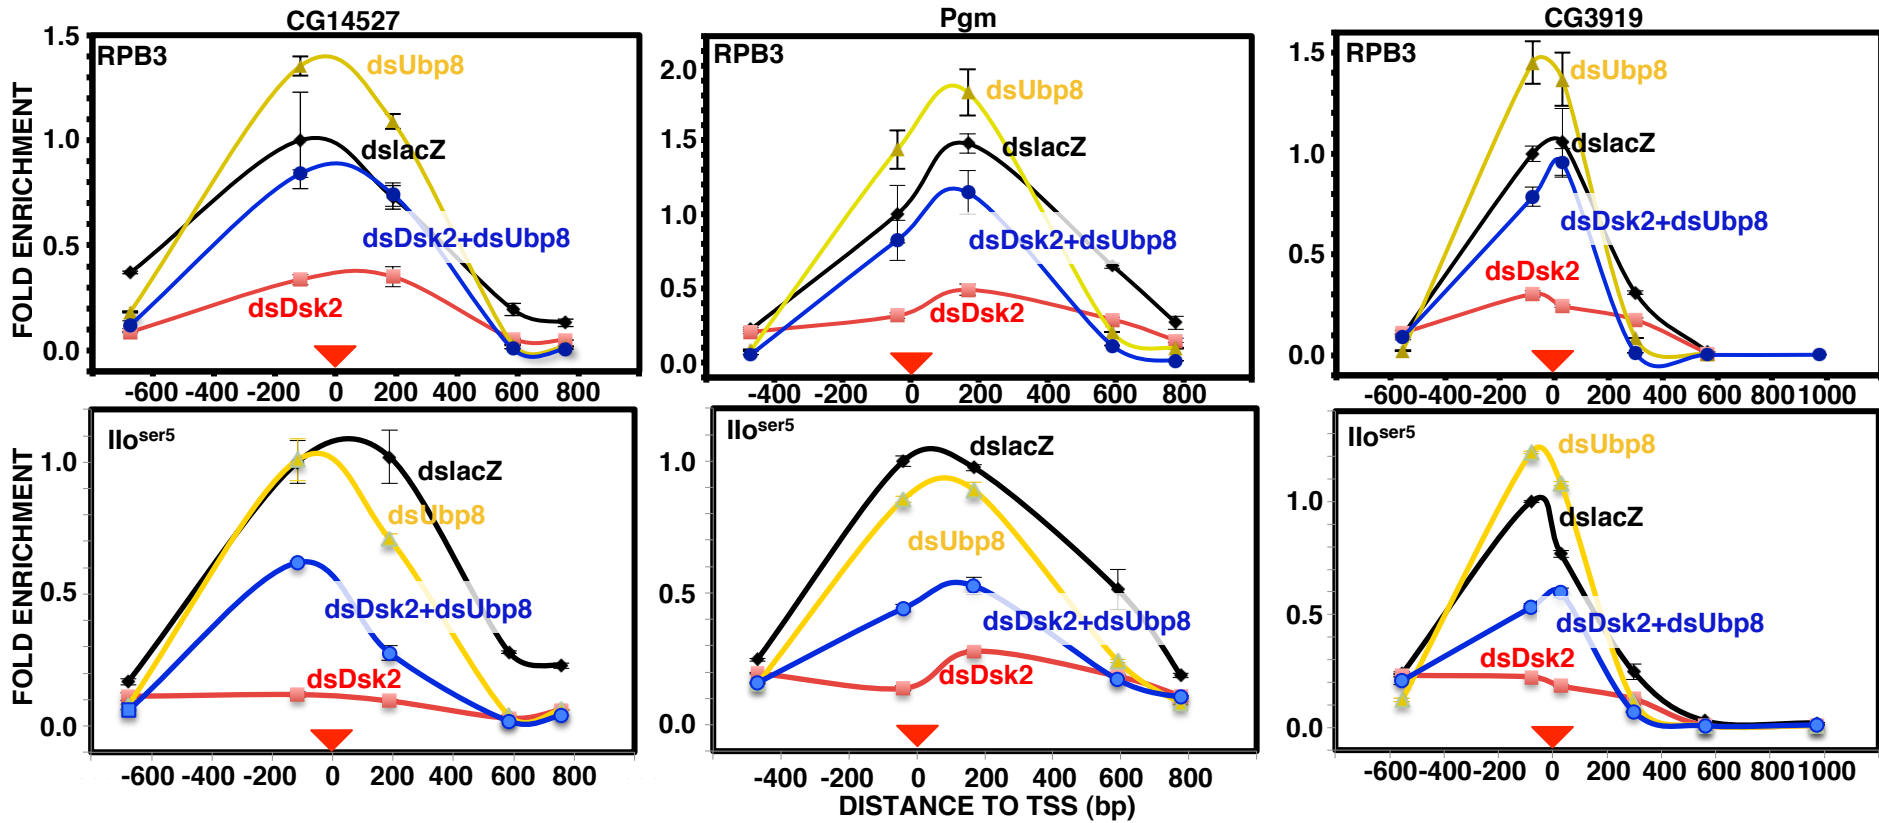 CG14527 Pgm CG3919
FOLD ENRICHMENT
1.5
1.0
0.5
0.0
RPB3
dsUbp8
dslacZ
dsDsk2+dsUbp8
dsDsk2
-600 -400 -200 0 200 400 600 800
2.0
1.5
1.0
0.5
0.0
RPB3
dsUbp8
dslacZ
dsDsk2+dsUbp8
dsDsk2
-400 -200 0 200 400 600 800
1.5
1.0
0.5
0.0
RPB3
dsUbp8
dslacZ
dsDsk2+dsUbp8
dsDsk2
-600 -400 -200 0 200 400 600 800 1000
FOLD ENRICHMENT
1.0
0.5
0.0
IIo^ser5
dslacZ
dsUbp8
dsDsk2+dsUbp8
dsDsk2
-600 -400 -200 0 200 400 600 800
1.0
0.5
0.0
IIo^ser5
dslacZ
dsUbp8
dsDsk2+dsUbp8
dsDsk2
-400 -200 0 200 400 600 800
1.0
0.5
0.0
IIo^ser5
dsUbp8
dslacZ
dsDsk2+dsUbp8
dsDsk2
-600 -400 -200 0 200 400 600 800 1000
DISTANCE TO TSS (bp)